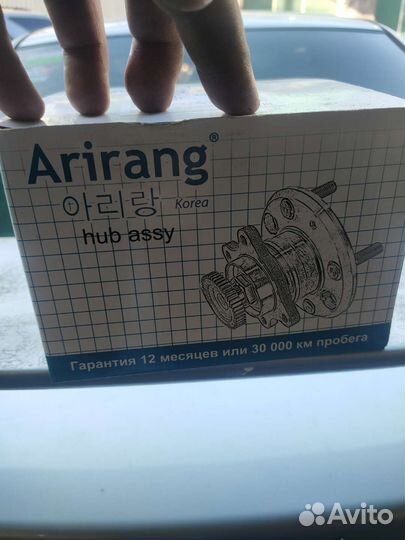 Arirang®
아리랑 Korea
hub assy
Гарантия 12 месяцев или 30 000 км пробега
Avito